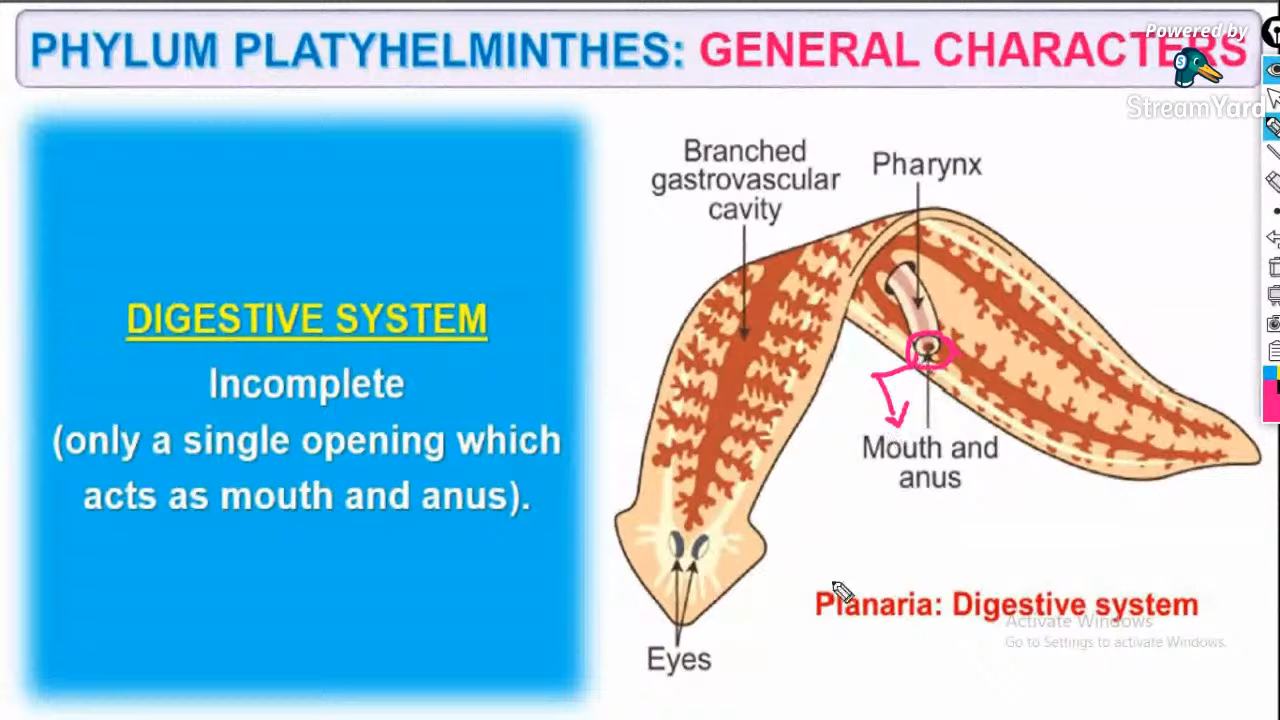 PHYLUM PLATYHELMINTHES: GENERAL CHARACTERS
Powered by
StreamYard
DIGESTIVE SYSTEM
Incomplete
(only a single opening which
acts as mouth and anus).
Branched
gastrovascular
cavity
Pharynx
Mouth and
anus
Eyes
Planaria: Digestive system
Activate Windows
Go to Settings to activate Windows.